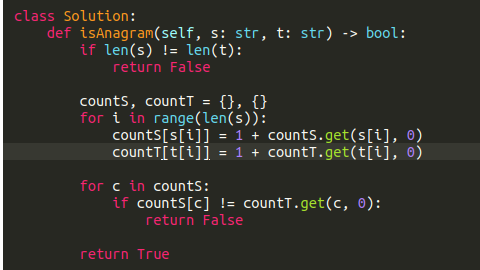 class Solution:
    def isAnagram(self, s: str, t: str) -> bool:
        if len(s) != len(t):
            return False

        countS, countT = {}, {}
        for i in range(len(s)):
            countS[s[i]] = 1 + countS.get(s[i], 0)
            countT[t[i]] = 1 + countT.get(t[i], 0)

        for c in countS:
            if countS[c] != countT.get(c, 0):
                return False

        return True